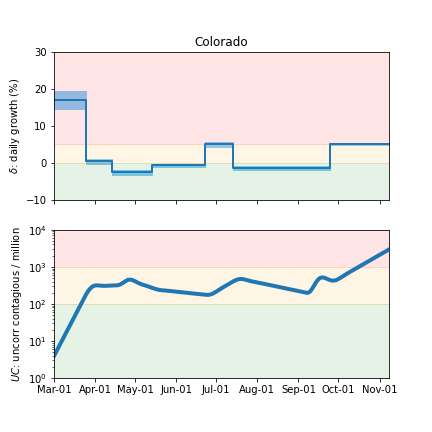 Colorado
30
20
10
0
−10
δ: daily growth (%)
10⁴
10³
10²
10¹
10⁰
UC: uncorr contagious / million
Mar-01 Apr-01 May-01 Jun-01 Jul-01 Aug-01 Sep-01 Oct-01 Nov-01